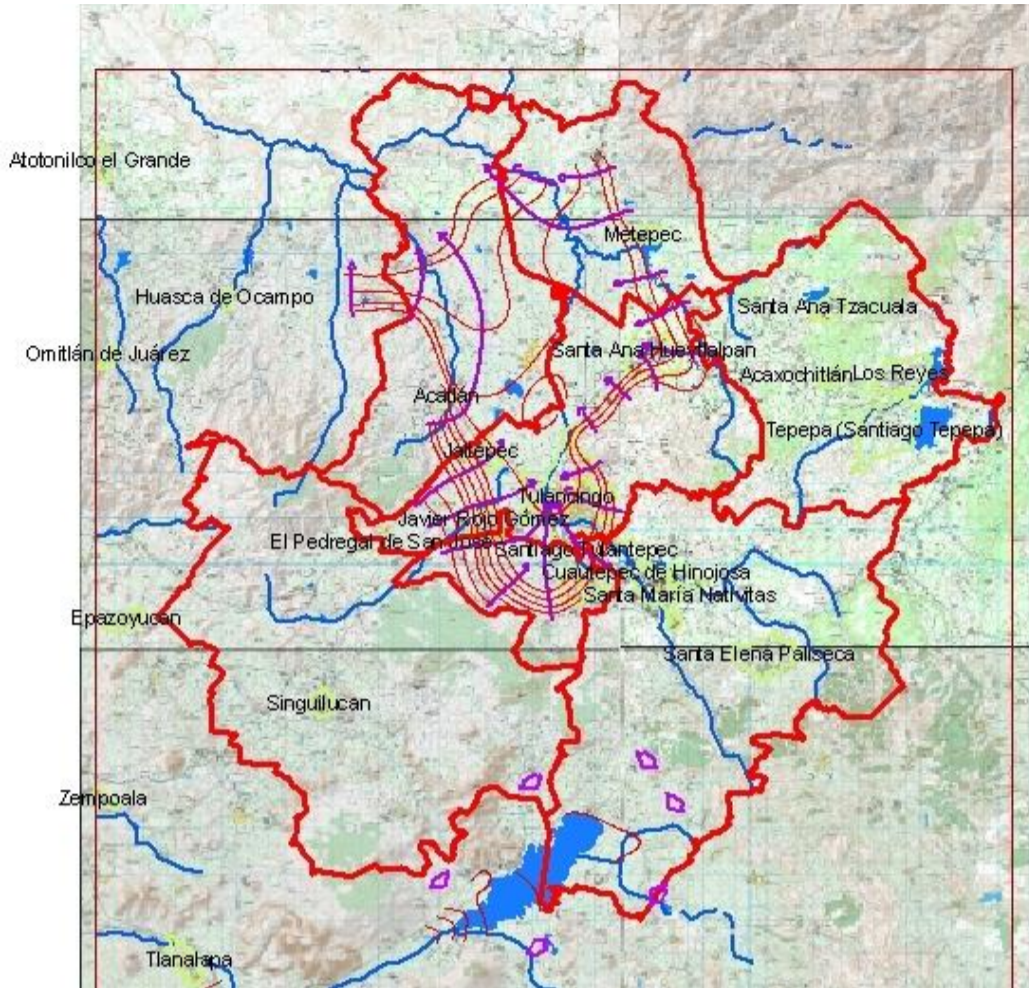 Atotonilco el Grande
Metepec
Huasca de Ocampo
Santa Ana Tzacuala
Omitlán de Juárez
Santa Ana Hueytlalpan
Acaxochitlán
Los Reyes
Acatlán
Tepepa (Santiago Tepepa)
Jaltepec
Tulancingo
Javier Rojo Gómez
El Pedregal de San José
Santiago Tulantepec
Cuautepec de Hinojosa
Santa María Nativitas
Epazoyucan
Santa Elena Paliseca
Singuilucan
Zempoala
Tlanalapa